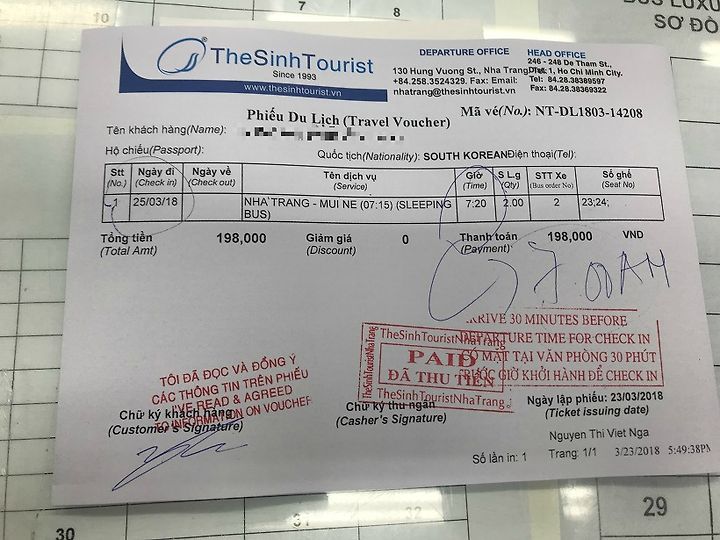 7
8
BUS LUXU
SƠ ĐÒ
TheSinhTourist
Since 1993
www.thesinhtourist.vn
DEPARTURE OFFICE
130 Hung Vuong St., Nha Trang
+84.258.3524329. Fax: Email:
nhatrang@thesinhtourist.vn
HEAD OFFICE
246 - 248 De Tham St.,
1, Ho Chi Minh City.
Tel: 84.28.38389597
Fax: 84.28.38369322
Phiếu Du Lịch (Travel Voucher)
Mã vé(No.): NT-DL1803-14208
Tên khách hàng(Name):
Hộ chiếu(Passport):
Quốc tịch(Nationality): SOUTH KOREAN
Điện thoại(Tel):
Stt (No.) Ngày đi (Check in) Ngày về (Check out) Tên dịch vụ (Service) Giờ (Time) S L.g (Qty) STT Xe (Bus order No) Số ghế (Seat No)
1 25/03/18 NHA TRANG - MUI NE (07:15) (SLEEPING BUS) 7:20 2.00 2 23;24;
Tổng tiền (Total Amt) 198,000 Giảm giá (Discount) 0 Thanh toán (Payment): 198,000 VND
7.00AM
ARRIVE 30 MINUTES BEFORE
DEPARTURE TIME FOR CHECK IN
CÓ MẶT TẠI VĂN PHÒNG 30 PHÚT
TRƯỚC GIỜ KHỞI HÀNH ĐỂ CHECK IN
TheSinhTouristNhaTrang
TheSinhTouristNhaTrang
PAID
ĐÃ THU TIỀN
TheSinhTouristNhaTrang
TÔI ĐÃ ĐỌC VÀ ĐỒNG Ý
CÁC THÔNG TIN TRÊN PHIẾU
I'VE READ & AGREED
TO INFORMATION ON VOUCHER
Chữ ký khách hàng
(Customer's Signature)
Chữ ký thu ngân
(Casher's Signature)
Ngày lập phiếu: 23/03/2018
(Ticket issuing date)
Nguyen Thi Viet Nga
Số lần in: 1 Trang: 1/1 3/23/2018 5:49:38PM
29
30
31
32